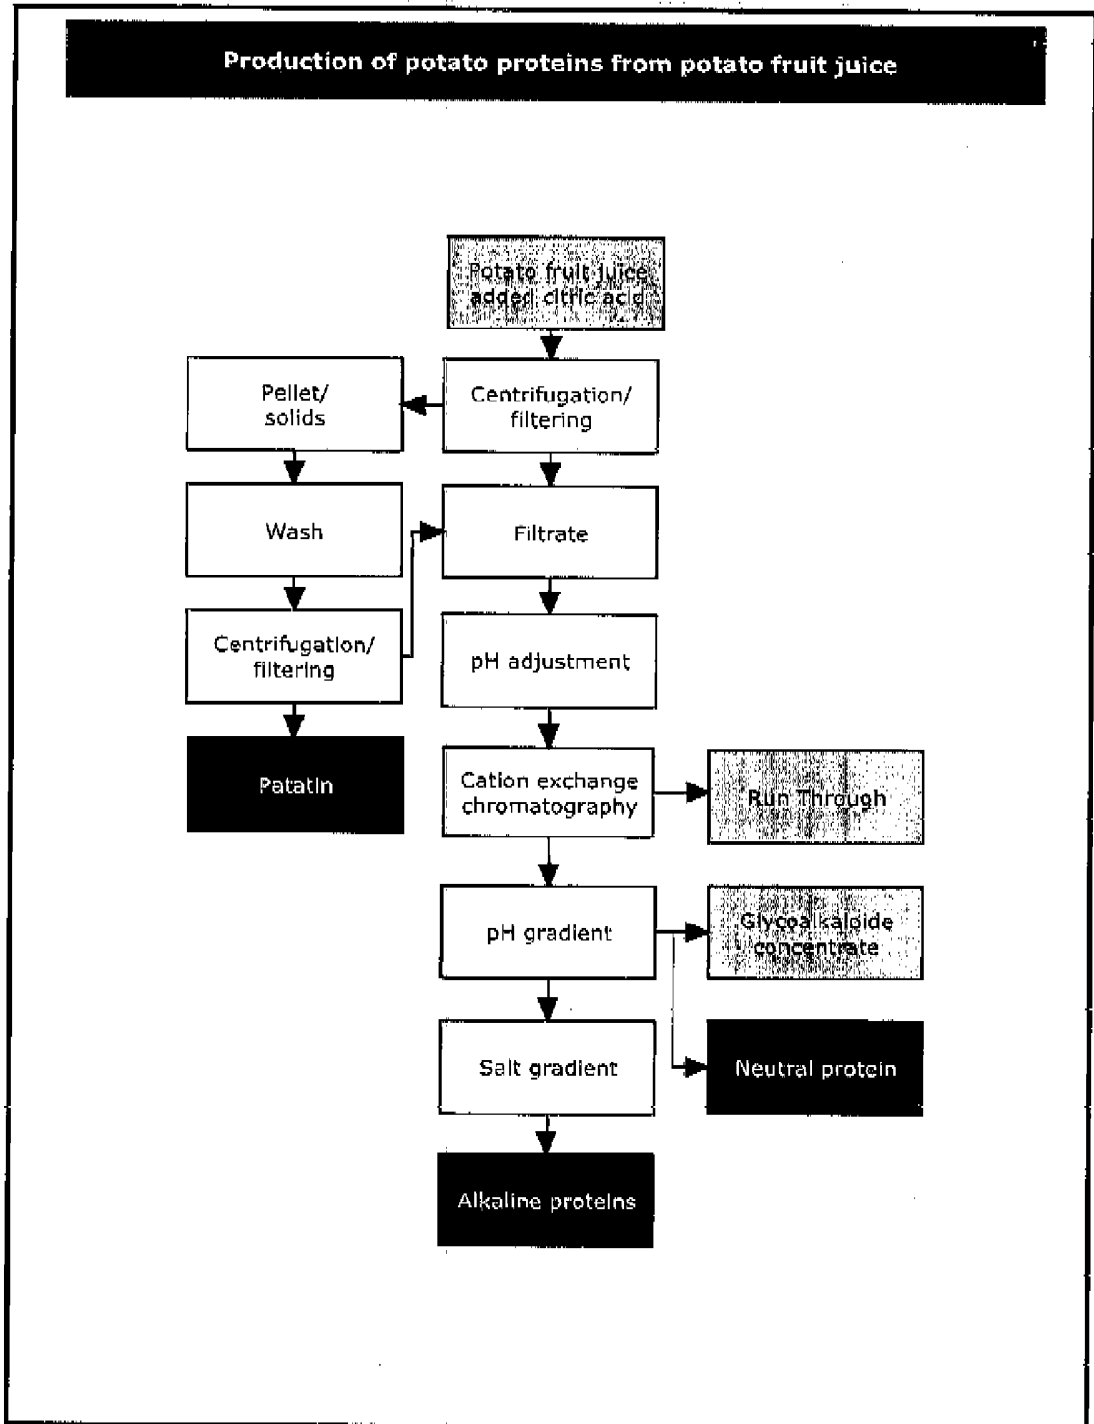 Production of potato proteins from potato fruit juice
Potato fruit juice
added citric acid
Pellet/
solids
Centrifugation/
filtering
Wash
Filtrate
Centrifugation/
filtering
pH adjustment
Patatin
Cation exchange
chromatography
Run Through
pH gradient
Glycoalkaloide
concentrate
Salt gradient
Neutral protein
Alkaline proteins